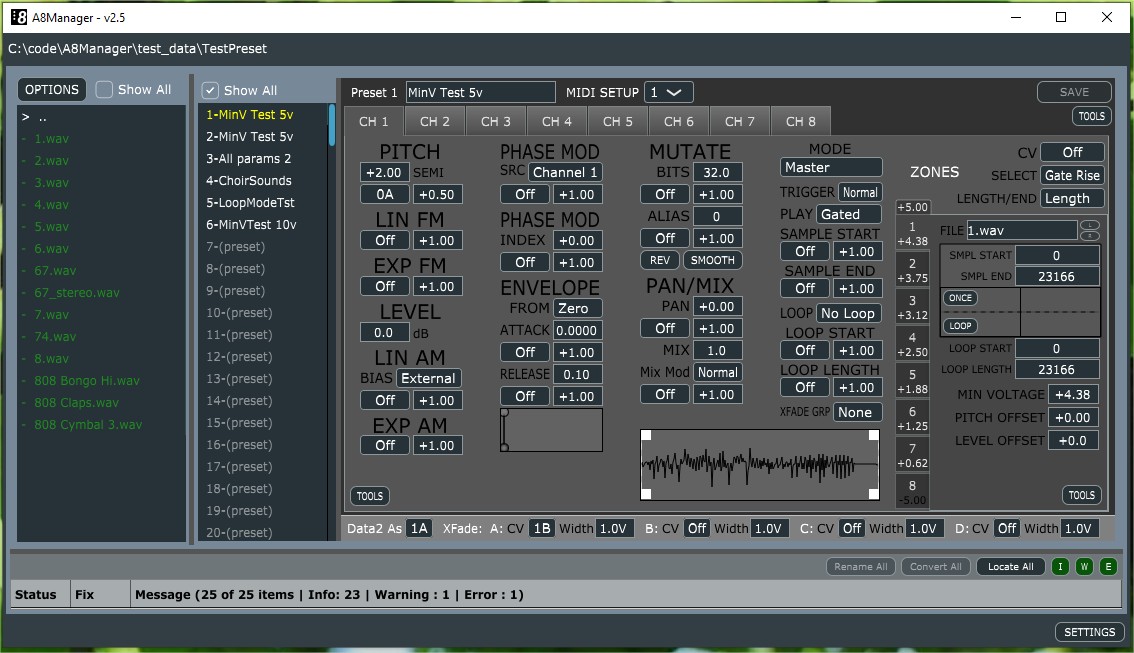 A8Manager - v2.5
C:\code\A8Manager\test_data\TestPreset
OPTIONS Show All
> ..
- 1.wav
- 2.wav
- 3.wav
- 4.wav
- 5.wav
- 6.wav
- 67.wav
- 67_stereo.wav
- 7.wav
- 74.wav
- 8.wav
- 808 Bongo Hi.wav
- 808 Claps.wav
- 808 Cymbal 3.wav
Show All
1-MinV Test 5v
2-MinV Test 5v
3-All params 2
4-ChoirSounds
5-LoopModeTst
6-MinVTest 10v
7-(preset)
8-(preset)
9-(preset)
10-(preset)
11-(preset)
12-(preset)
13-(preset)
14-(preset)
15-(preset)
16-(preset)
17-(preset)
18-(preset)
19-(preset)
20-(preset)
Preset 1 MinV Test 5v MIDI SETUP 1 SAVE
CH 1 CH 2 CH 3 CH 4 CH 5 CH 6 CH 7 CH 8 TOOLS
PITCH
+2.00 SEMI
0A +0.50
LIN FM
Off +1.00
EXP FM
Off +1.00
LEVEL
0.0 dB
LIN AM
BIAS External
Off +1.00
EXP AM
Off +1.00
TOOLS
PHASE MOD
SRC Channel 1
Off +1.00
PHASE MOD
INDEX +0.00
Off +1.00
ENVELOPE
FROM Zero
ATTACK 0.0000
Off +1.00
RELEASE 0.10
Off +1.00
MUTATE
BITS 32.0
Off +1.00
ALIAS 0
Off +1.00
REV SMOOTH
PAN/MIX
PAN +0.00
Off +1.00
MIX 1.0
Mix Mod Normal
Off +1.00
MODE
Master
TRIGGER Normal
PLAY Gated
SAMPLE START
Off +1.00
SAMPLE END
Off +1.00
LOOP No Loop
LOOP START
Off +1.00
LOOP LENGTH
Off +1.00
XFADE GRP None
ZONES
CV Off
SELECT Gate Rise
LENGTH/END Length
+5.00
1
+4.38
2
+3.75
3
+3.12
4
+2.50
5
+1.88
6
+1.25
7
+0.62
8
-5.00
FILE 1.wav
SMPL START 0
SMPL END 23166
ONCE
LOOP
LOOP START 0
LOOP LENGTH 23166
MIN VOLTAGE +4.38
PITCH OFFSET +0.00
LEVEL OFFSET +0.0
TOOLS
Data2 As 1A XFade: A: CV 1B Width 1.0V B: CV Off Width 1.0V C: CV Off Width 1.0V D: CV Off Width 1.0V
Rename All Convert All Locate All I W E
Status Fix Message (25 of 25 items | Info: 23 | Warning : 1 | Error : 1)
SETTINGS